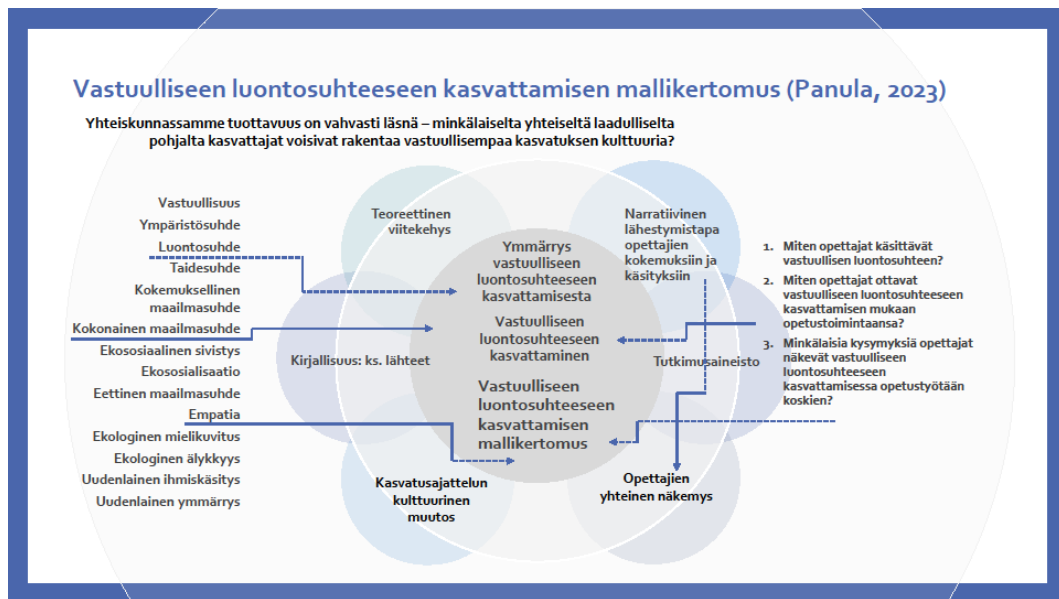 Vastuulliseen luontosuhteeseen kasvattamisen mallikertomus (Panula, 2023)
Yhteiskunnassamme tuottavuus on vahvasti läsnä – minkälaiselta yhteiseltä laadulliselta
pohjalta kasvattajat voisivat rakentaa vastuullisempaa kasvatuksen kulttuuria?
Vastuullisuus
Ympäristösuhde
Luontosuhde
Taidesuhde
Kokemuksellinen
maailmasuhde
Kokonainen maailmasuhde
Ekososiaalinen sivistys
Ekososialisaatio
Eettinen maailmasuhde
Empatia
Ekologinen mielikuvitus
Ekologinen älykkyys
Uudenlainen ihmiskäsitys
Uudenlainen ymmärrys
Teoreettinen
viitekehys
Kirjallisuus: ks. lähteet
Kasvatusajattelun
kulttuurinen
muutos
Ymmärrys
vastuulliseen
luontosuhteeseen
kasvattamisesta
Vastuulliseen
luontosuhteeseen
kasvattaminen
Vastuulliseen
luontosuhteeseen
kasvattamisen
mallikertomus
Narratiivinen
lähestymistapa
opettajien
kokemuksiin ja
käsityksiin
Tutkimusaineisto
Opettajien
yhteinen näkemys
1. Miten opettajat käsittävät
vastuullisen luontosuhteen?
2. Miten opettajat ottavat
vastuulliseen luontosuhteeseen
kasvattamisen mukaan
opetustoimintaansa?
3. Minkälaisia kysymyksiä opettajat
näkevät vastuulliseen
luontosuhteeseen
kasvattamisessa opetustyötään
koskien?